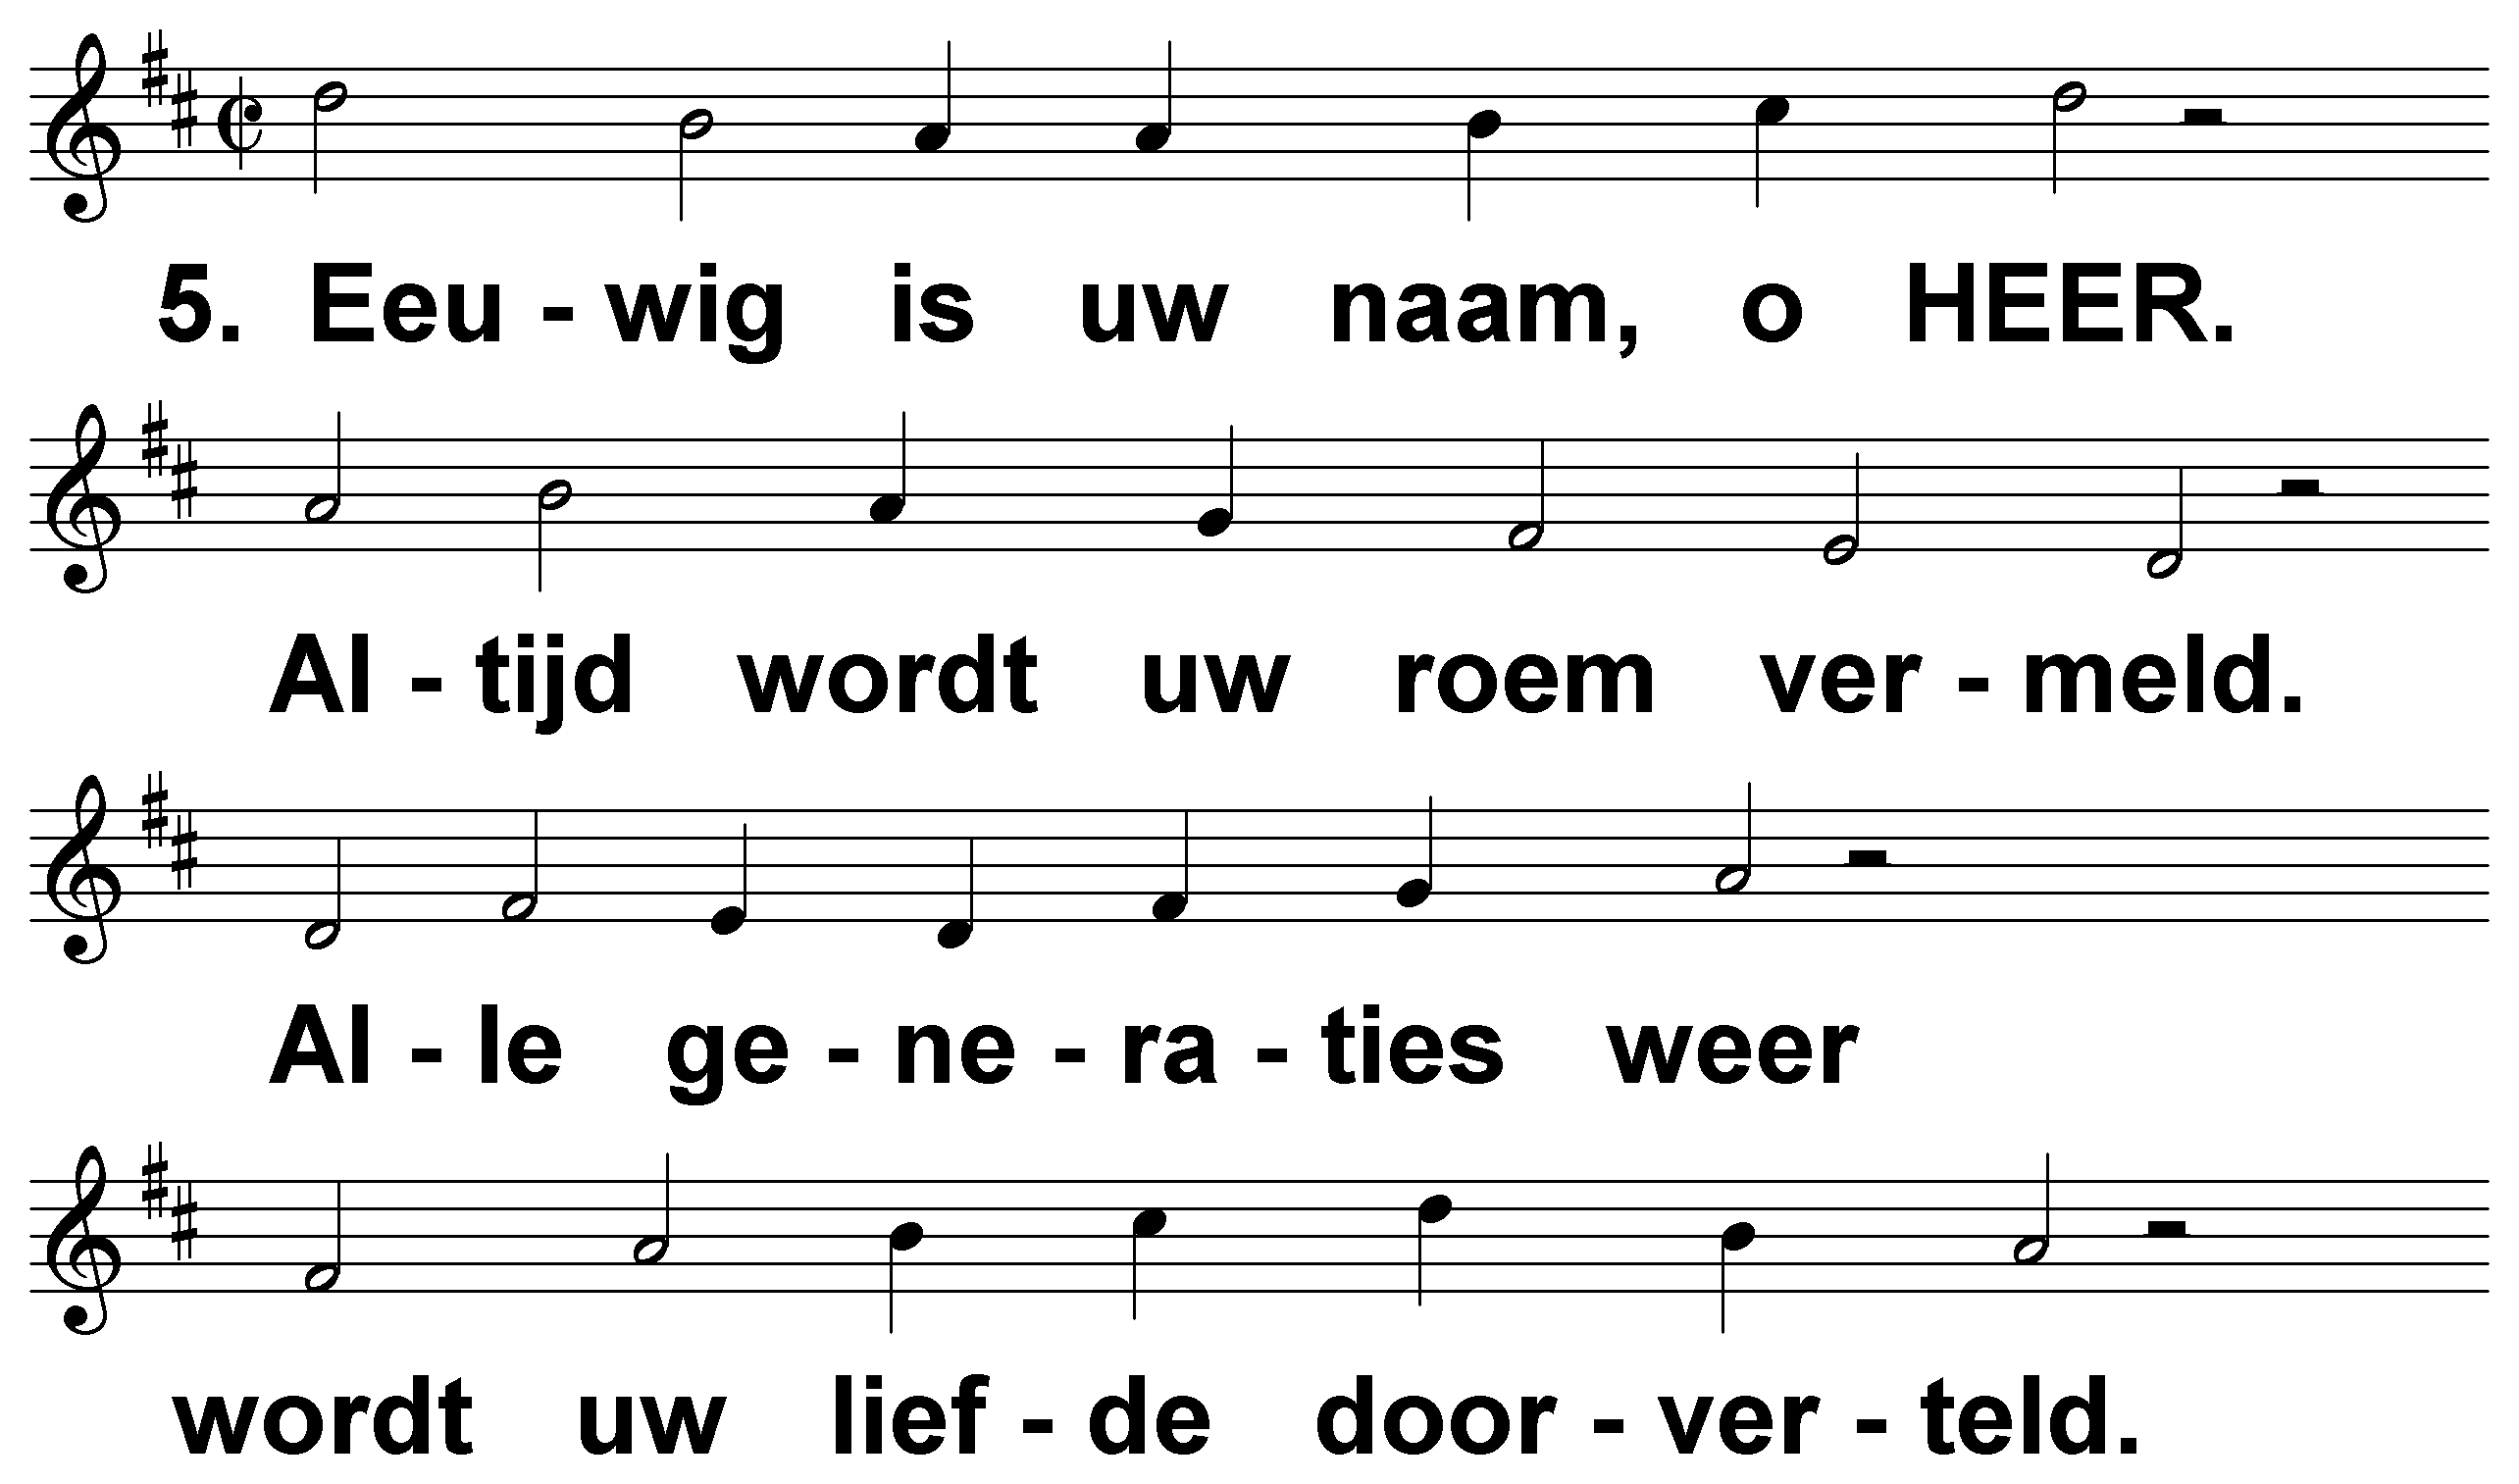 5. Eeu - wig is uw naam, o HEER.
Al - tijd wordt uw roem ver - meld.
Al - le ge - ne - ra - ties weer
wordt uw lief - de door - ver - teld.